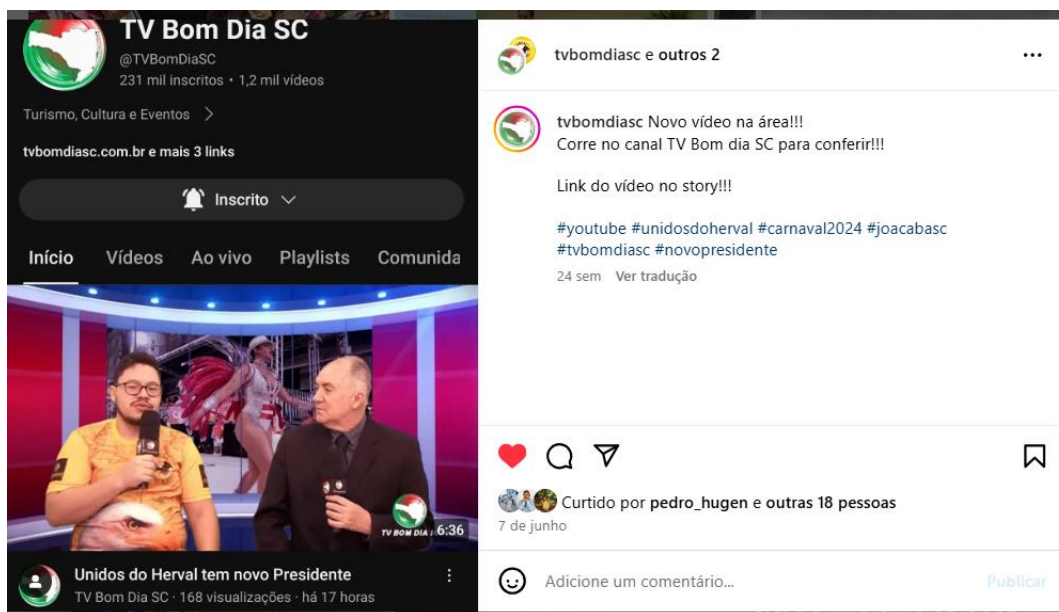 TV Bom Dia SC
@TVBomDiaSC
231 mil inscritos • 1,2 mil vídeos
Turismo, Cultura e Eventos
tvbomdiasc.com.br e mais 3 links
Inscrito
Início Vídeos Ao vivo Playlists Comunida
TV BOM DIA
6:36
Unidos do Herval tem novo Presidente
TV Bom Dia SC · 168 visualizações · há 17 horas
tvbomdiasc e outros 2
tvbomdiasc Novo vídeo na área!!!
Corre no canal TV Bom dia SC para conferir!!!
Link do vídeo no story!!!
#youtube #unidosdoherval #carnaval2024 #joacabasc
#tvbomdiasc #novopresidente
24 sem Ver tradução
Curtido por pedro_hugen e outras 18 pessoas
7 de junho
Adicione um comentário...
Publicar